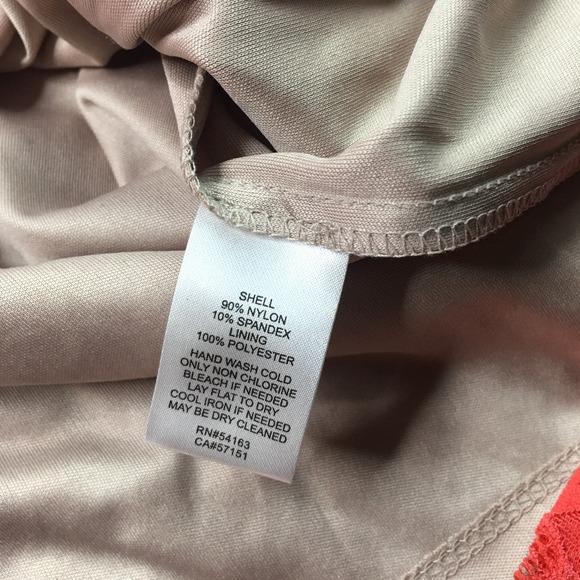 SHELL
90% NYLON
10% SPANDEX
LINING
100% POLYESTER
HAND WASH COLD
ONLY NON CHLORINE
BLEACH IF NEEDED
LAY FLAT TO DRY
COOL IRON IF NEEDED
MAY BE DRY CLEANED
RN#54163
CA#57151